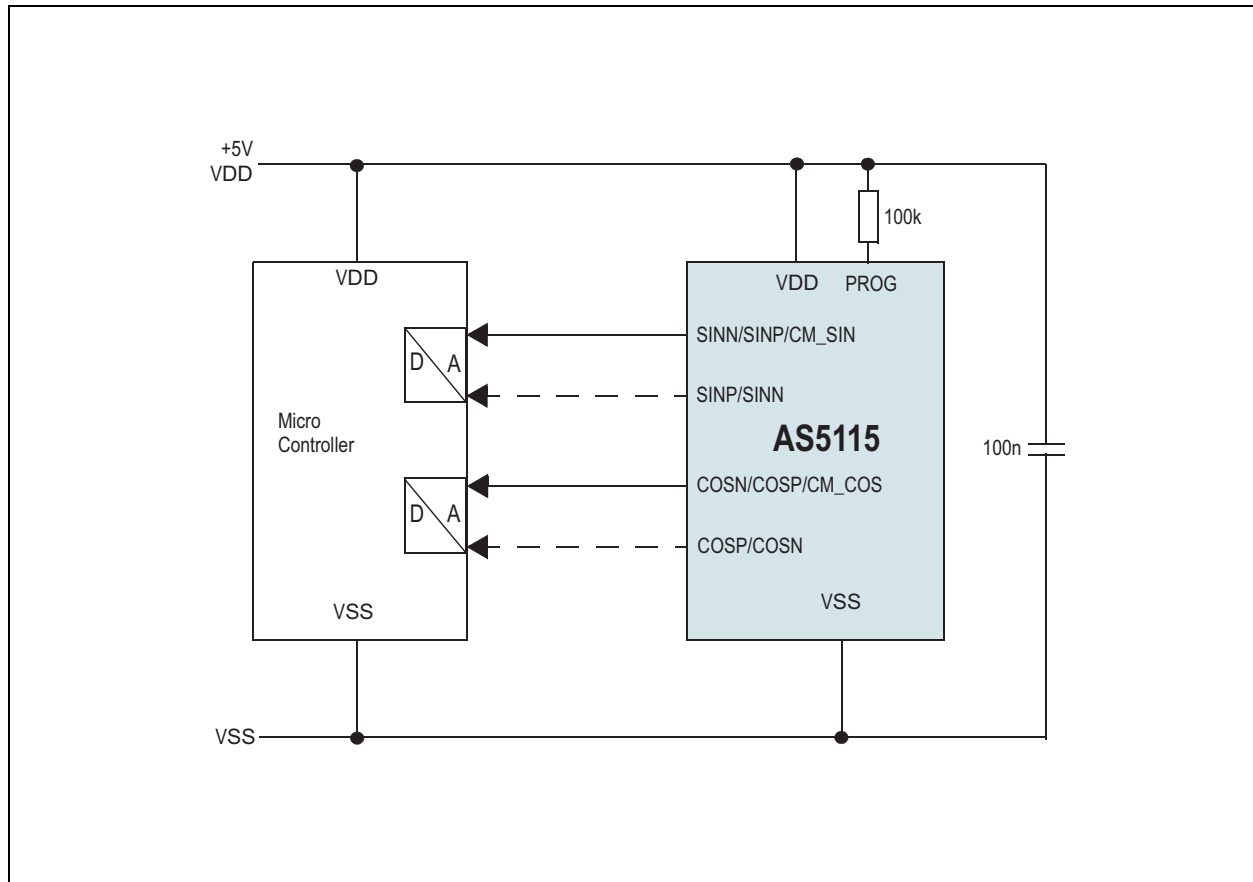 +5V
VDD
100k
VDD
VDD
PROG
SINN/SINP/CM_SIN
D
A
SINP/SINN
Micro
Controller
AS5115
100n
COSN/COSP/CM_COS
D
A
COSP/COSN
VSS
VSS
VSS